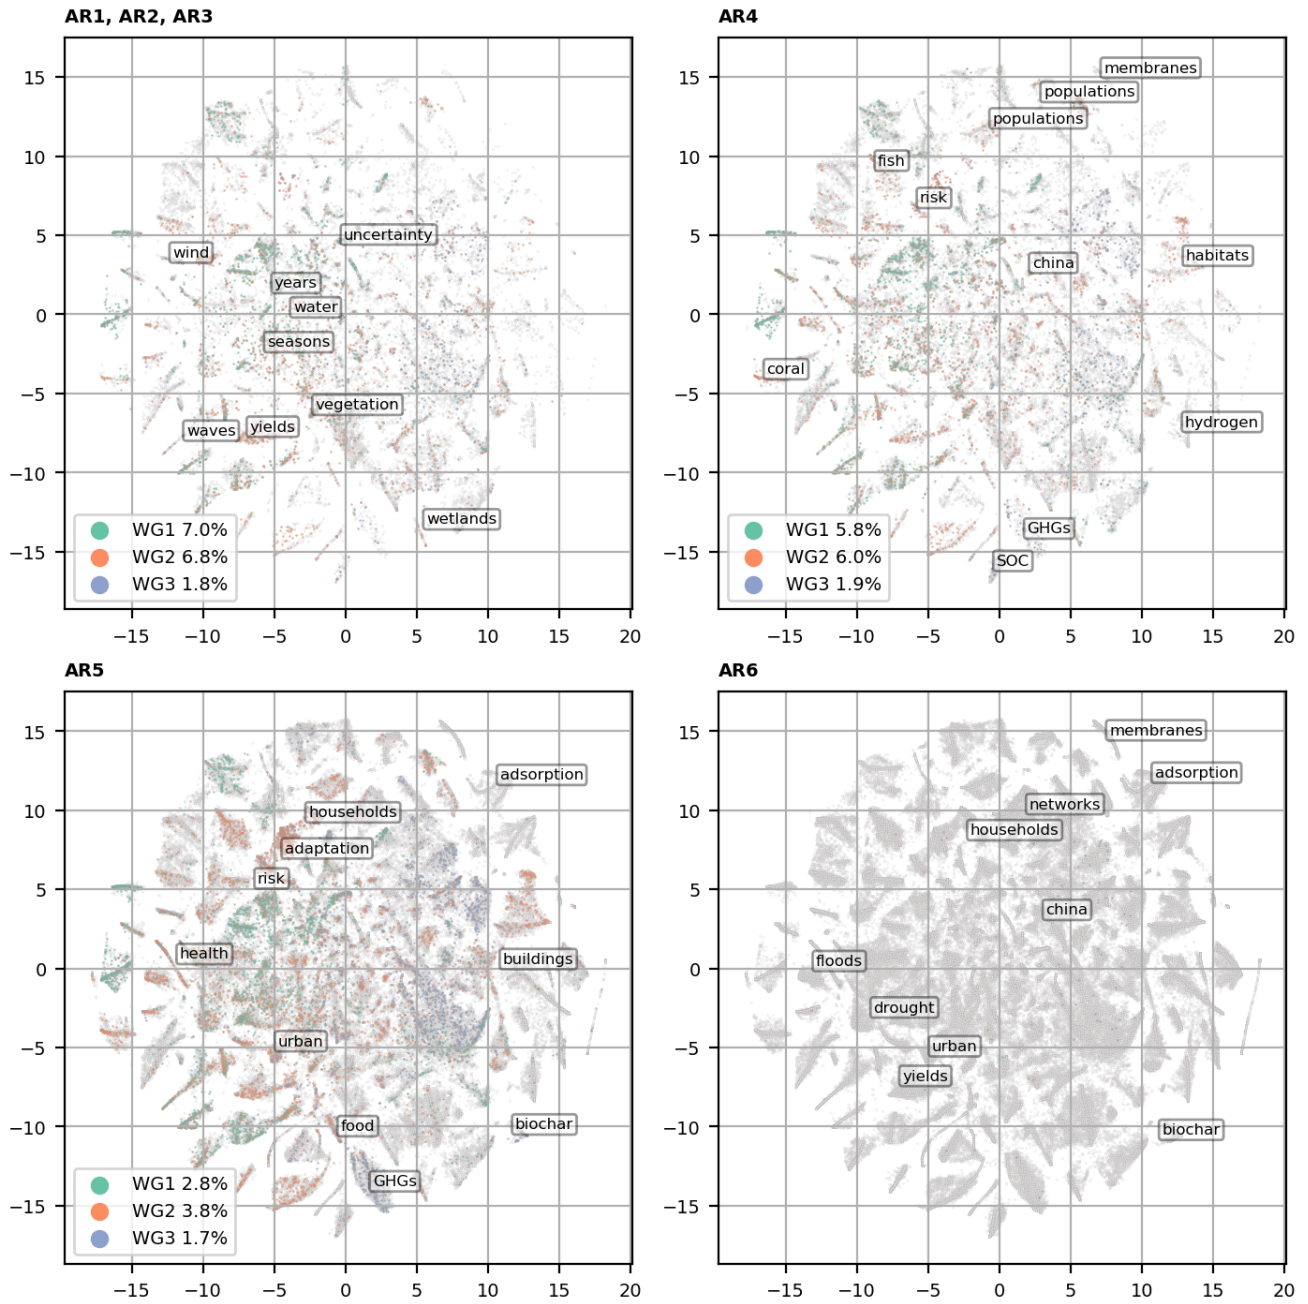 AR1, AR2, AR3
15
10
5
0
−5
−10
−15
wind
uncertainty
years
water
seasons
vegetation
waves
yields
wetlands
WG1 7.0%
WG2 6.8%
WG3 1.8%
−15 −10 −5 0 5 10 15 20
AR4
15
10
5
0
−5
−10
−15
membranes
populations
populations
fish
risk
china
habitats
coral
hydrogen
GHGs
SOC
WG1 5.8%
WG2 6.0%
WG3 1.9%
−15 −10 −5 0 5 10 15 20
AR5
15
10
5
0
−5
−10
−15
adsorption
households
adaptation
risk
health
buildings
urban
food
biochar
GHGs
WG1 2.8%
WG2 3.8%
WG3 1.7%
−15 −10 −5 0 5 10 15 20
AR6
15
10
5
0
−5
−10
−15
membranes
adsorption
networks
households
china
floods
drought
urban
yields
biochar
−15 −10 −5 0 5 10 15 20